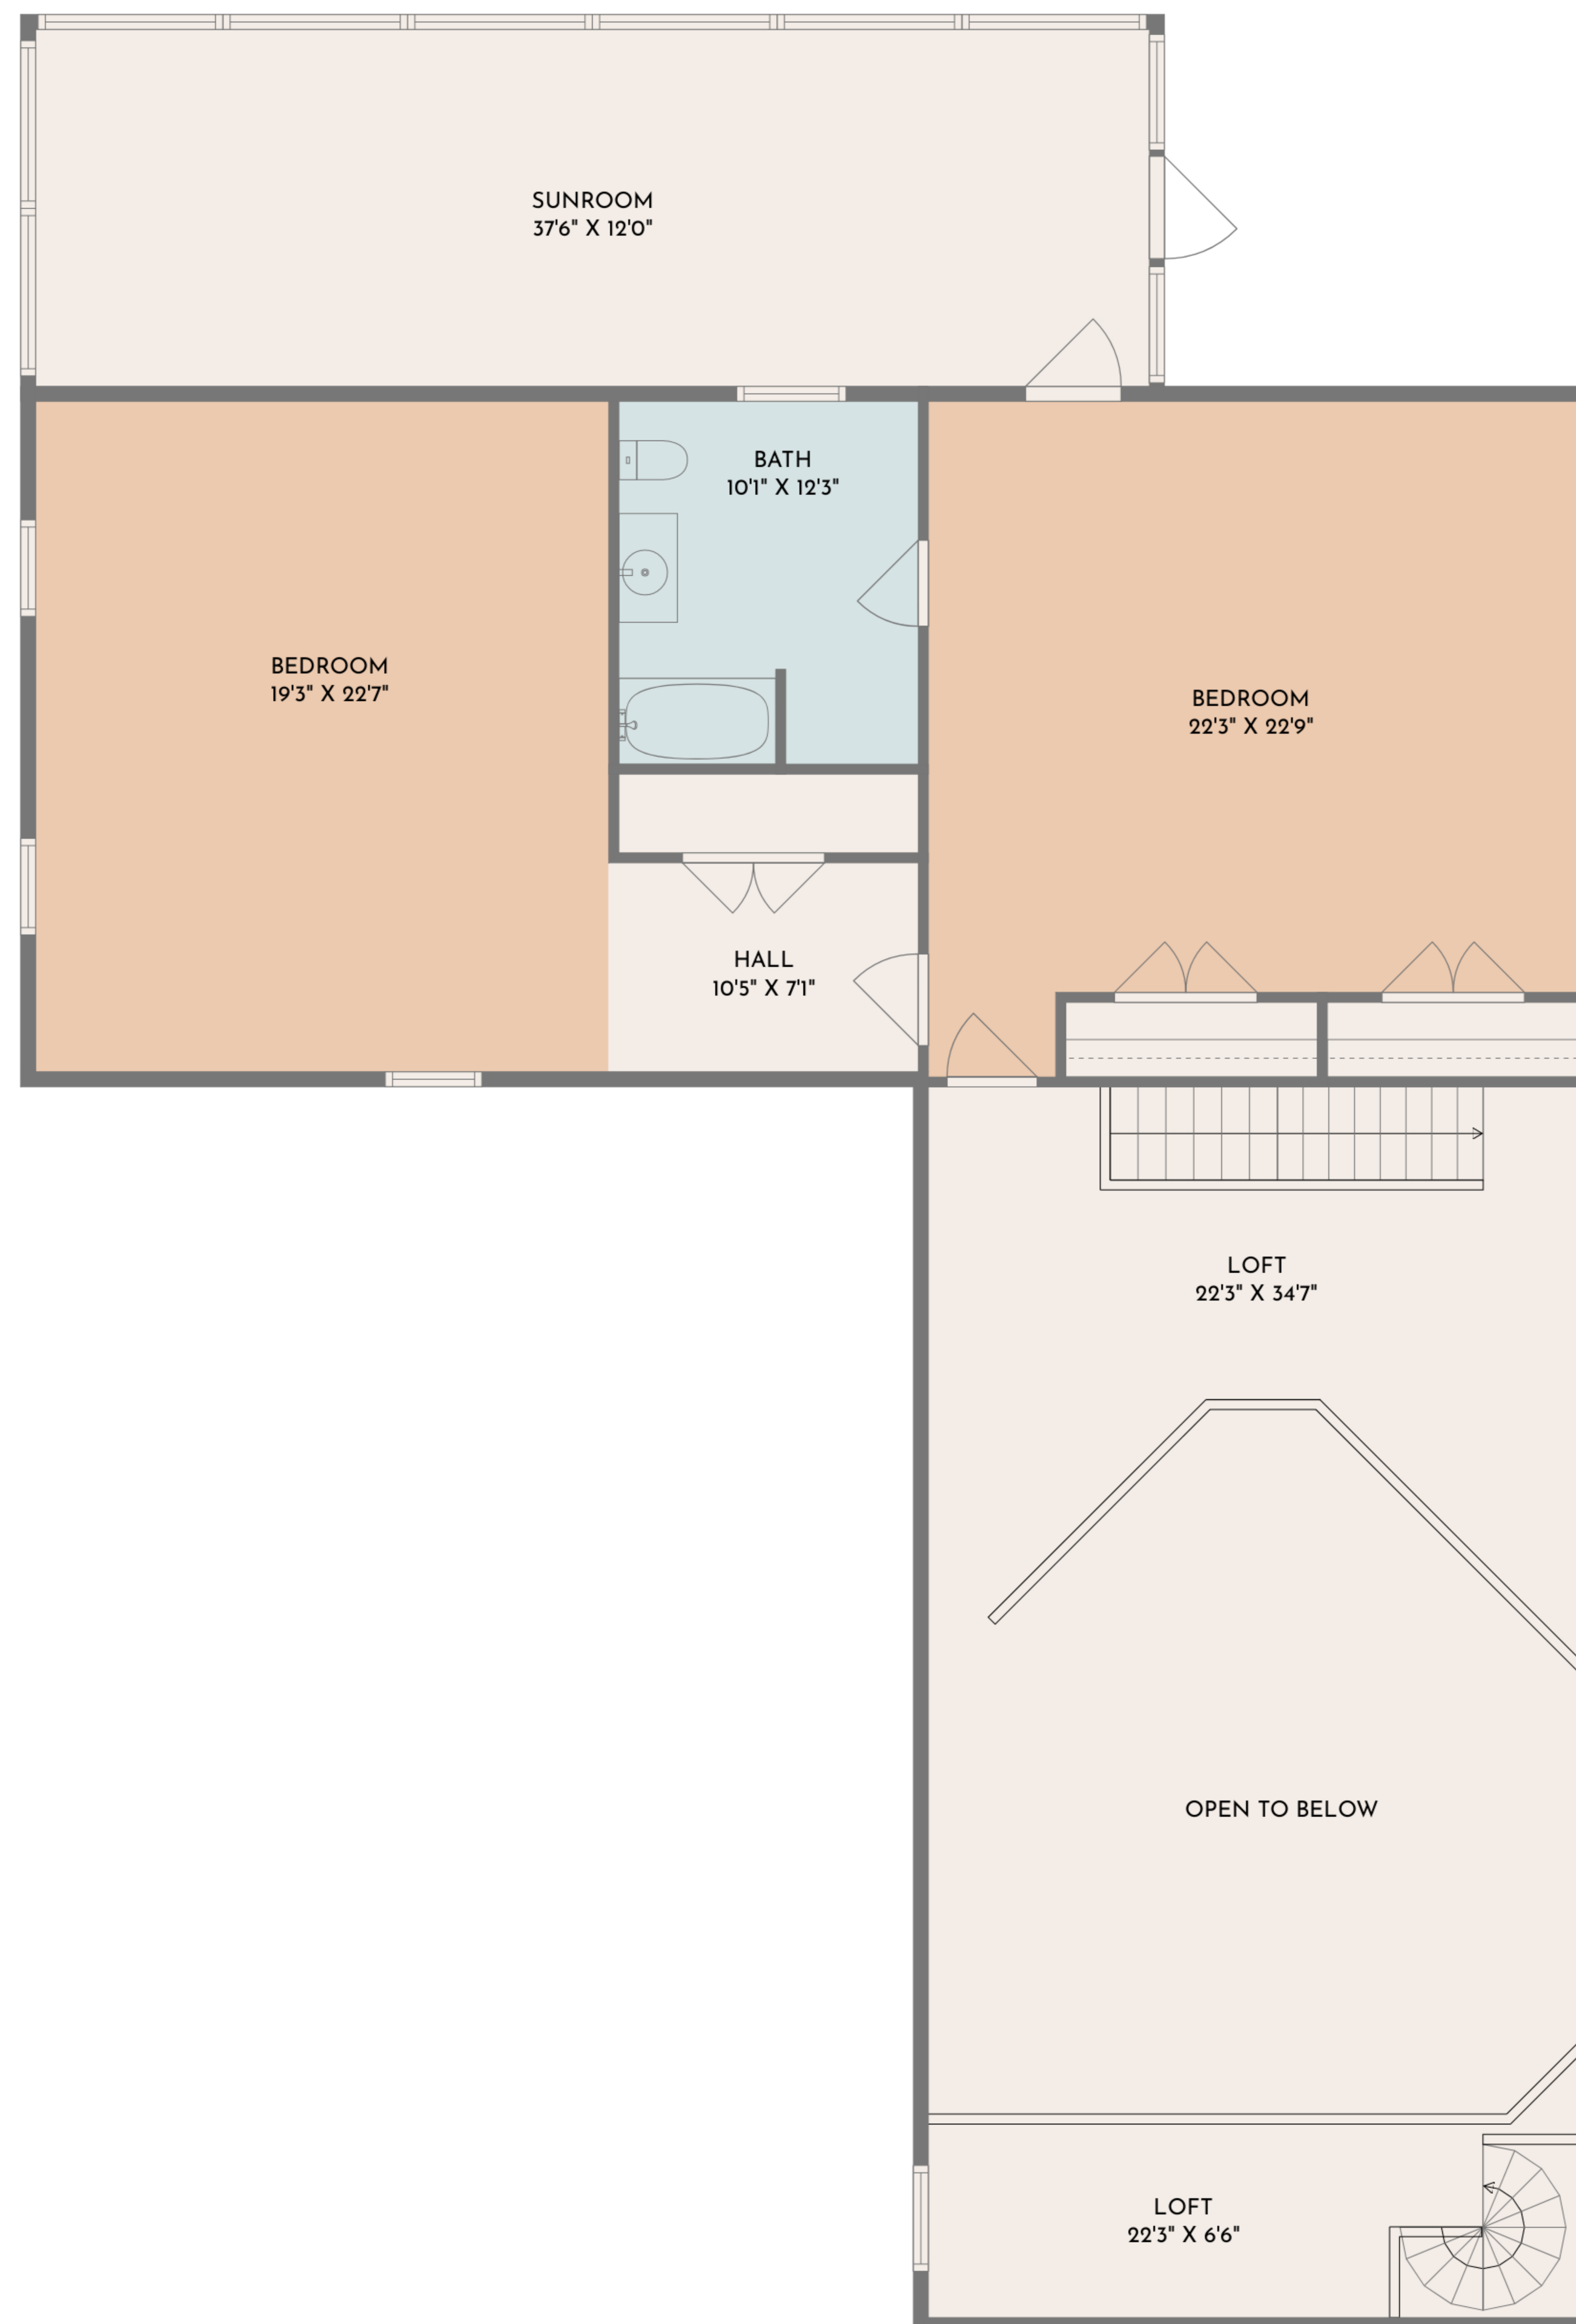 SUNROOM
37'6" X 12'0"
BATH
10'1" X 12'3"
BEDROOM
19'3" X 22'7"
BEDROOM
22'3" X 22'9"
HALL
10'5" X 7'1"
LOFT
22'3" X 34'7"
OPEN TO BELOW
LOFT
22'3" X 6'6"